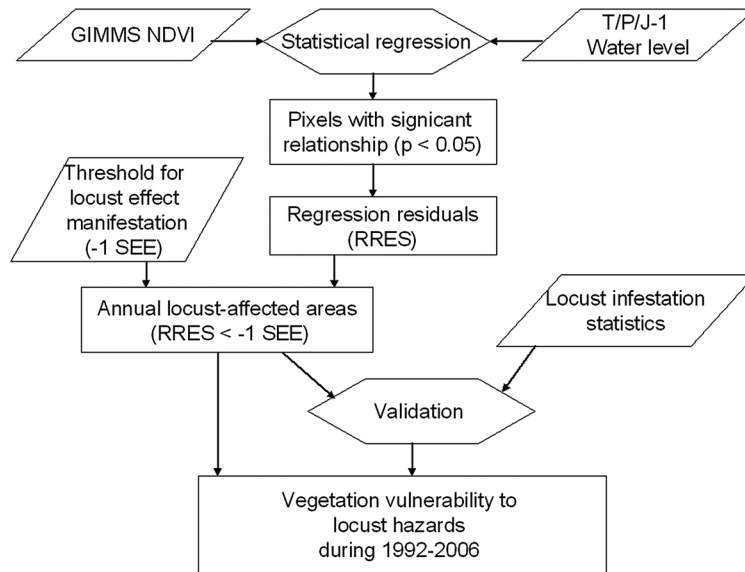 GIMMS NDVI
Statistical regression
T/P/J-1
Water level
Pixels with signicant
relationship (p < 0.05)
Threshold for
locust effect
manifestation
(-1 SEE)
Regression residuals
(RRES)
Annual locust-affected areas
(RRES < -1 SEE)
Locust infestation
statistics
Validation
Vegetation vulnerability to
locust hazards
during 1992-2006